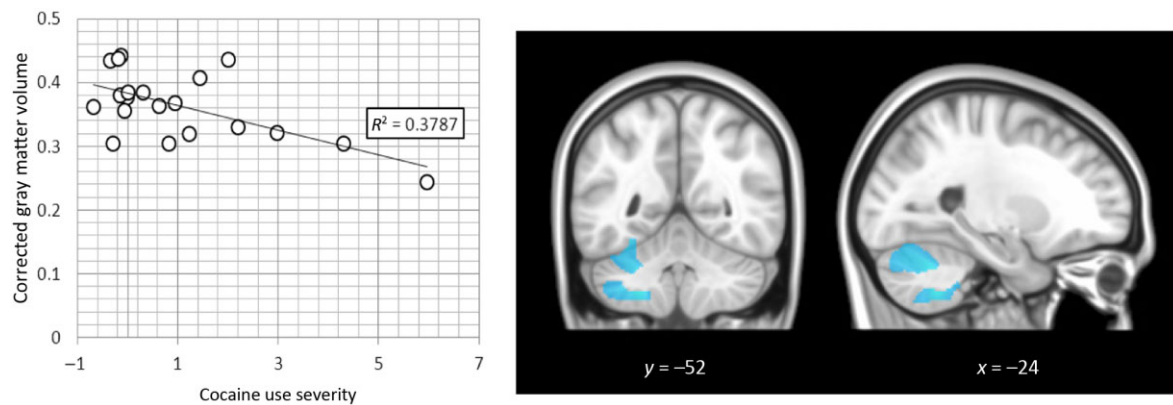 0.5
0.4
0.3
0.2
0.1
0
Corrected gray matter volume
R² = 0.3787
–1
1
3
5
7
Cocaine use severity
y = –52
x = –24